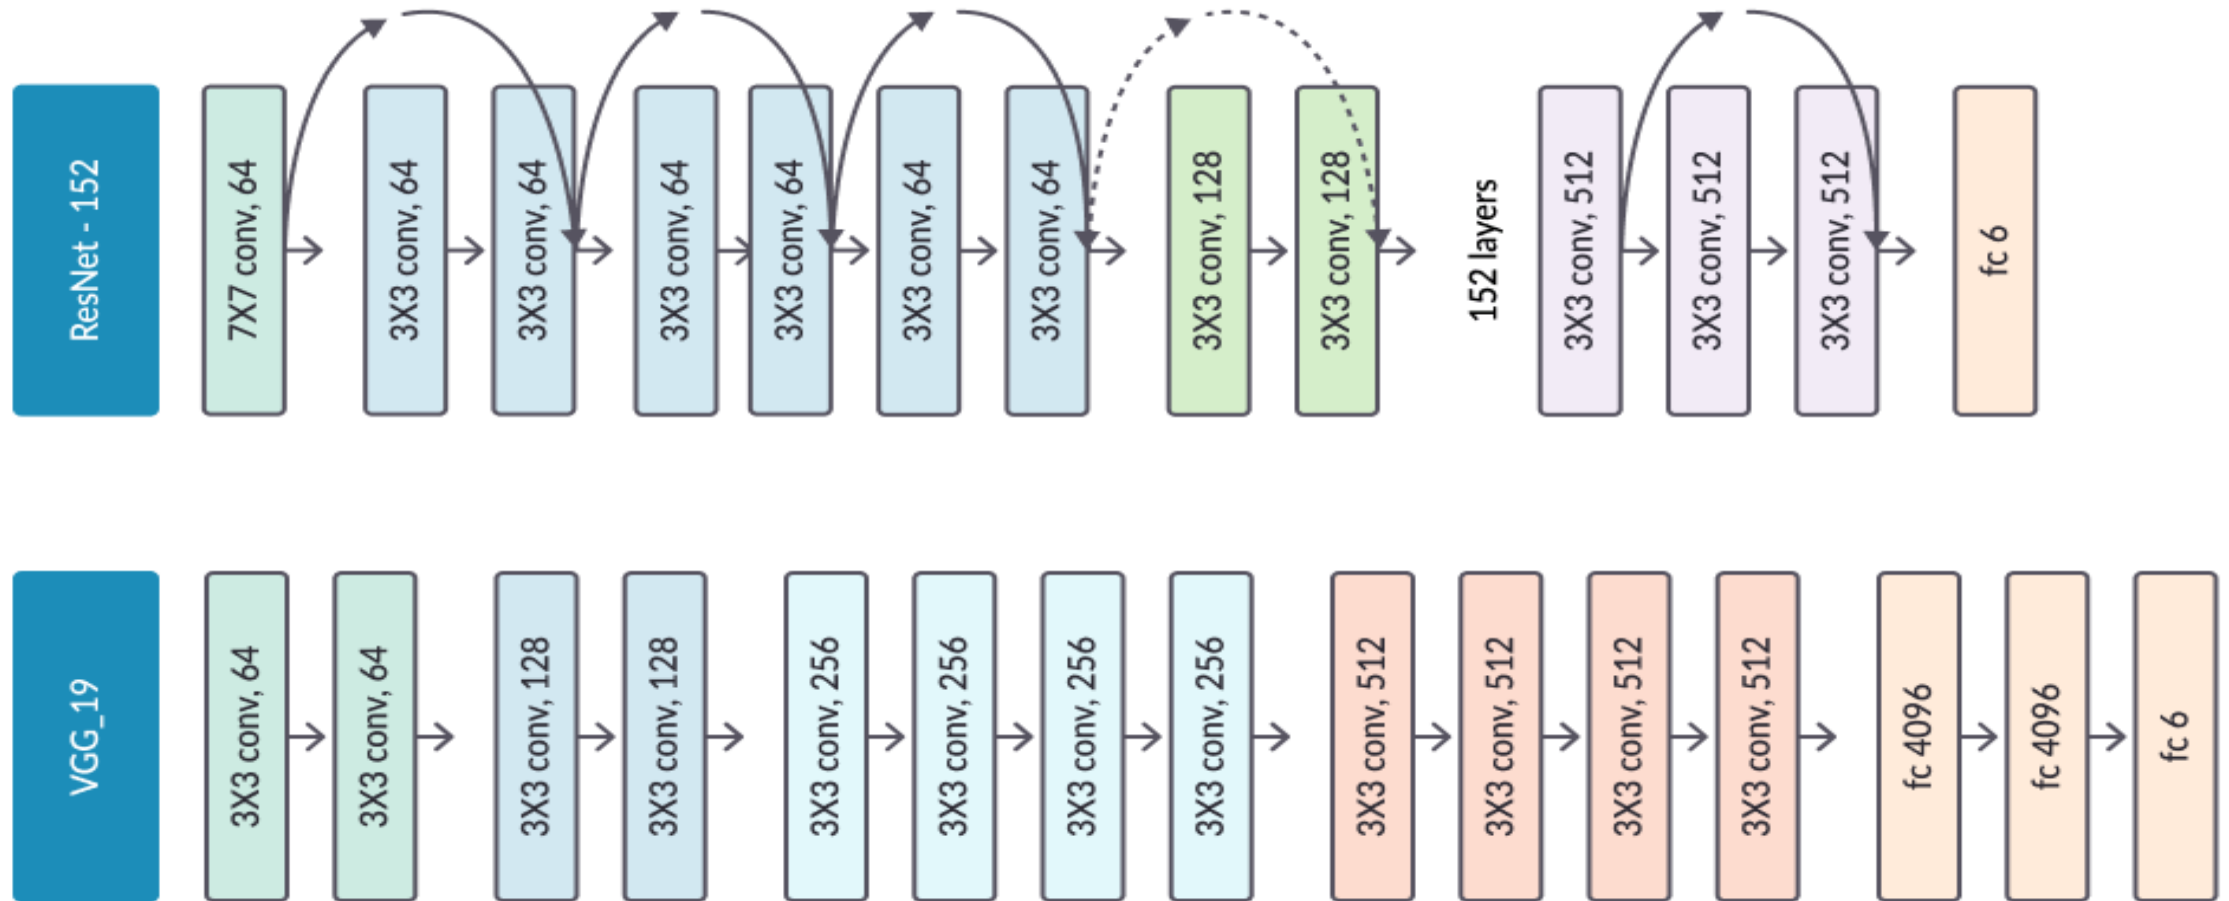 ResNet - 152
7X7 conv, 64
3X3 conv, 64
3X3 conv, 64
3X3 conv, 64
3X3 conv, 64
3X3 conv, 64
3X3 conv, 64
3X3 conv, 128
3X3 conv, 128
152 layers
3X3 conv, 512
3X3 conv, 512
3X3 conv, 512
fc 6
VGG_19
3X3 conv, 64
3X3 conv, 64
3X3 conv, 128
3X3 conv, 128
3X3 conv, 256
3X3 conv, 256
3X3 conv, 256
3X3 conv, 256
3X3 conv, 512
3X3 conv, 512
3X3 conv, 512
3X3 conv, 512
fc 4096
fc 4096
fc 6